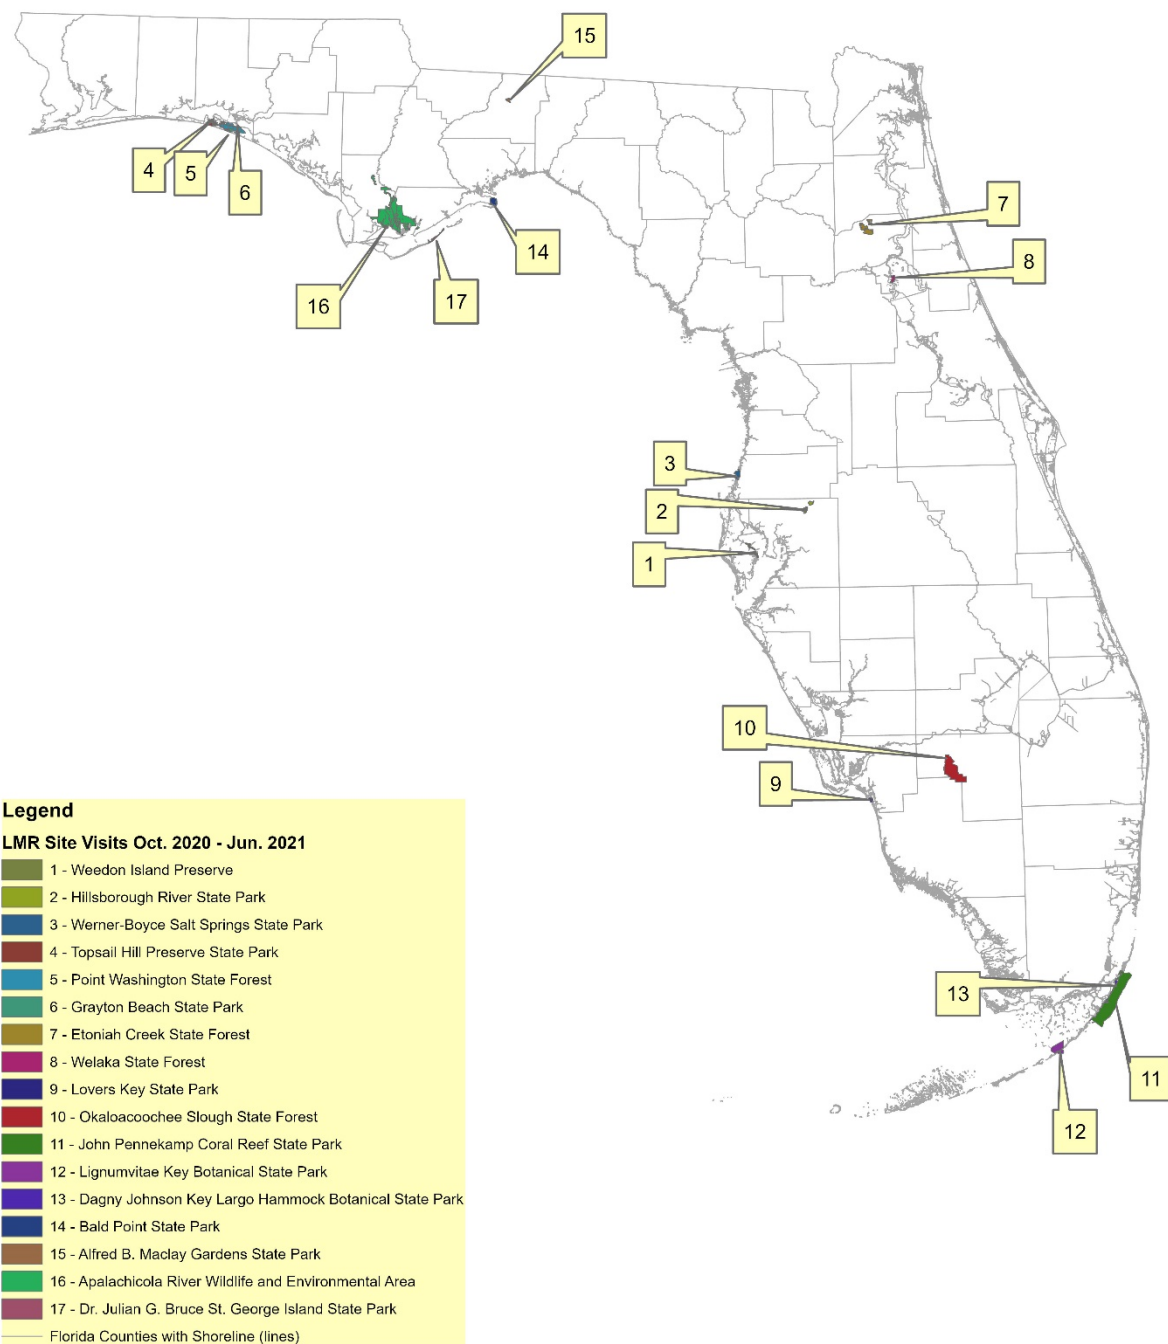 15
4
5
6
7
14
8
16
17
3
2
1
10
9
13
11
12
Legend
LMR Site Visits Oct. 2020 - Jun. 2021
1 - Weedon Island Preserve
2 - Hillsborough River State Park
3 - Werner-Boyce Salt Springs State Park
4 - Topsail Hill Preserve State Park
5 - Point Washington State Forest
6 - Grayton Beach State Park
7 - Etoniah Creek State Forest
8 - Welaka State Forest
9 - Lovers Key State Park
10 - Okaloacoochee Slough State Forest
11 - John Pennekamp Coral Reef State Park
12 - Lignumvitae Key Botanical State Park
13 - Dagny Johnson Key Largo Hammock Botanical State Park
14 - Bald Point State Park
15 - Alfred B. Maclay Gardens State Park
16 - Apalachicola River Wildlife and Environmental Area
17 - Dr. Julian G. Bruce St. George Island State Park
Florida Counties with Shoreline (lines)